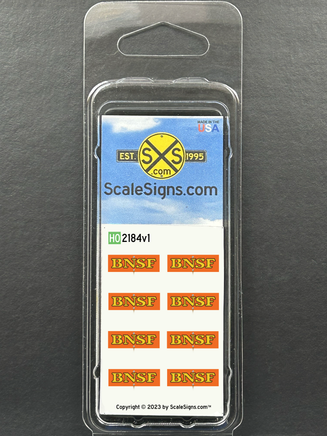 MADE IN THE
USA
EST. SXS 1995
.com
ScaleSigns.com
HO 2184v1
BNSF BNSF
BNSF BNSF
BNSF BNSF
BNSF BNSF
Copyright © 2023 by ScaleSigns.com™